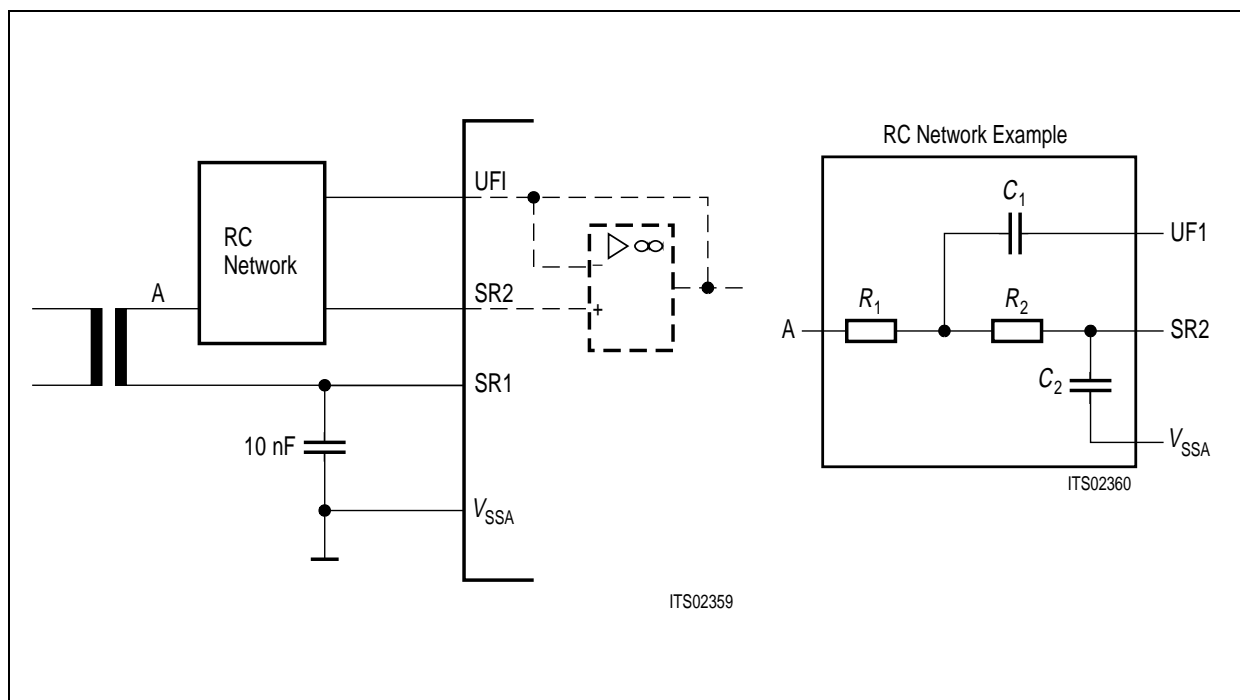 RC Network Example
UFI
C1
RC
Network
UF1
A
SR2
R1
R2
A
SR2
SR1
C2
10 nF
VSSA
ITS02360
VSSA
ITS02359
− ▷ ∞
+